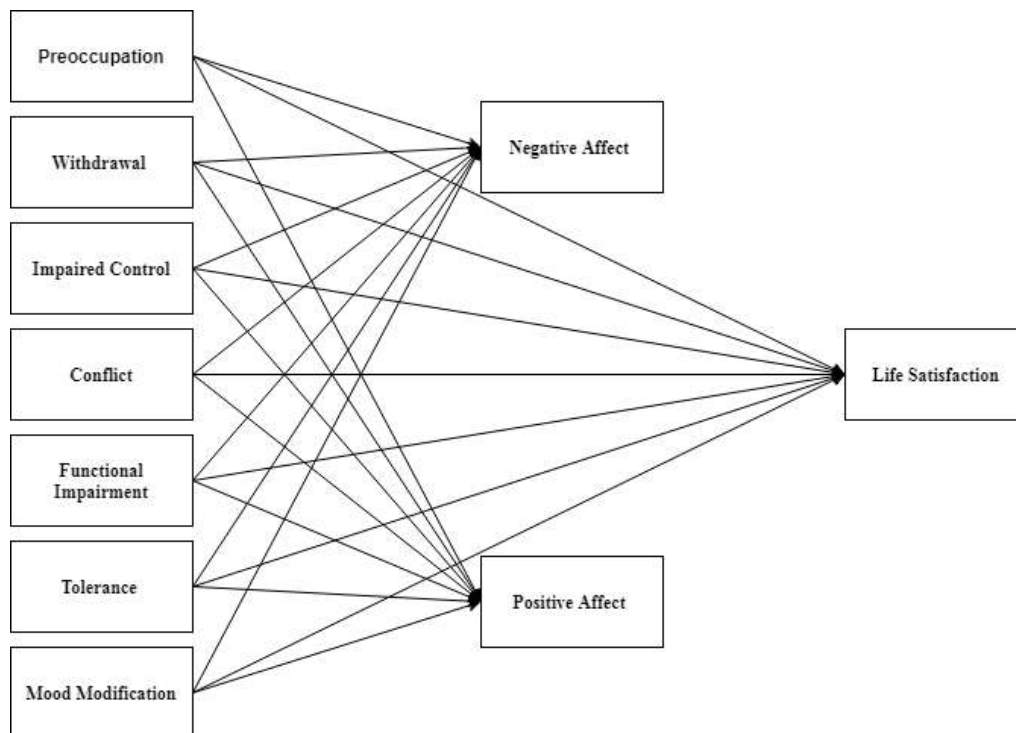 Preoccupation
Withdrawal
Impaired Control
Conflict
Functional
Impairment
Tolerance
Mood Modification
Negative Affect
Positive Affect
Life Satisfaction